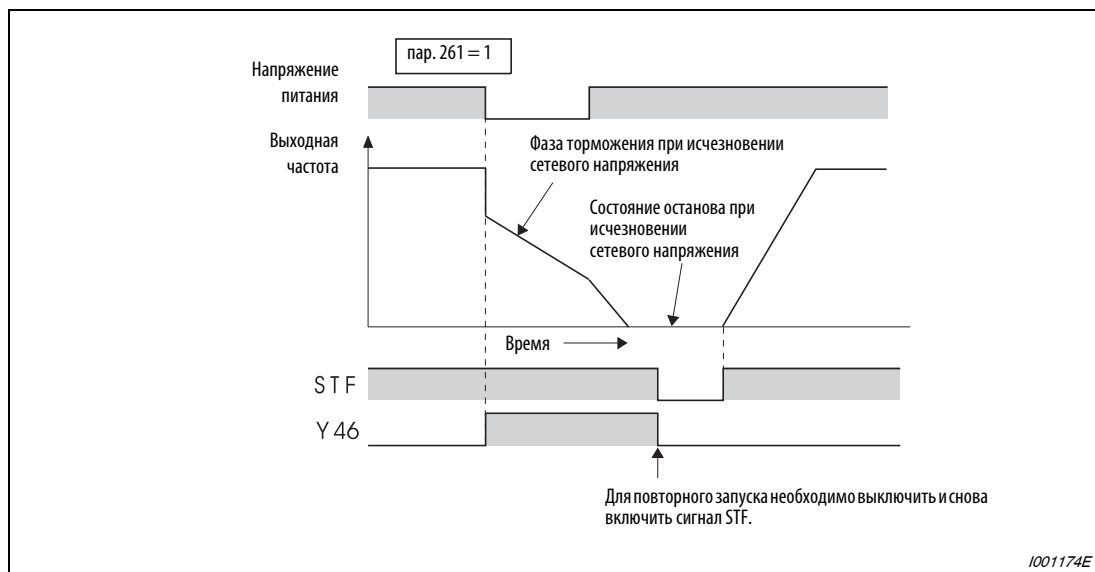 пар. 261 = 1
Напряжение
питания
Выходная
частота
Фаза торможения при исчезновении
сетевого напряжения
Состояние останова при
исчезновении
сетевого напряжения
Время
STF
Y46
Для повторного запуска необходимо выключить и снова
включить сигнал STF.
I001174E